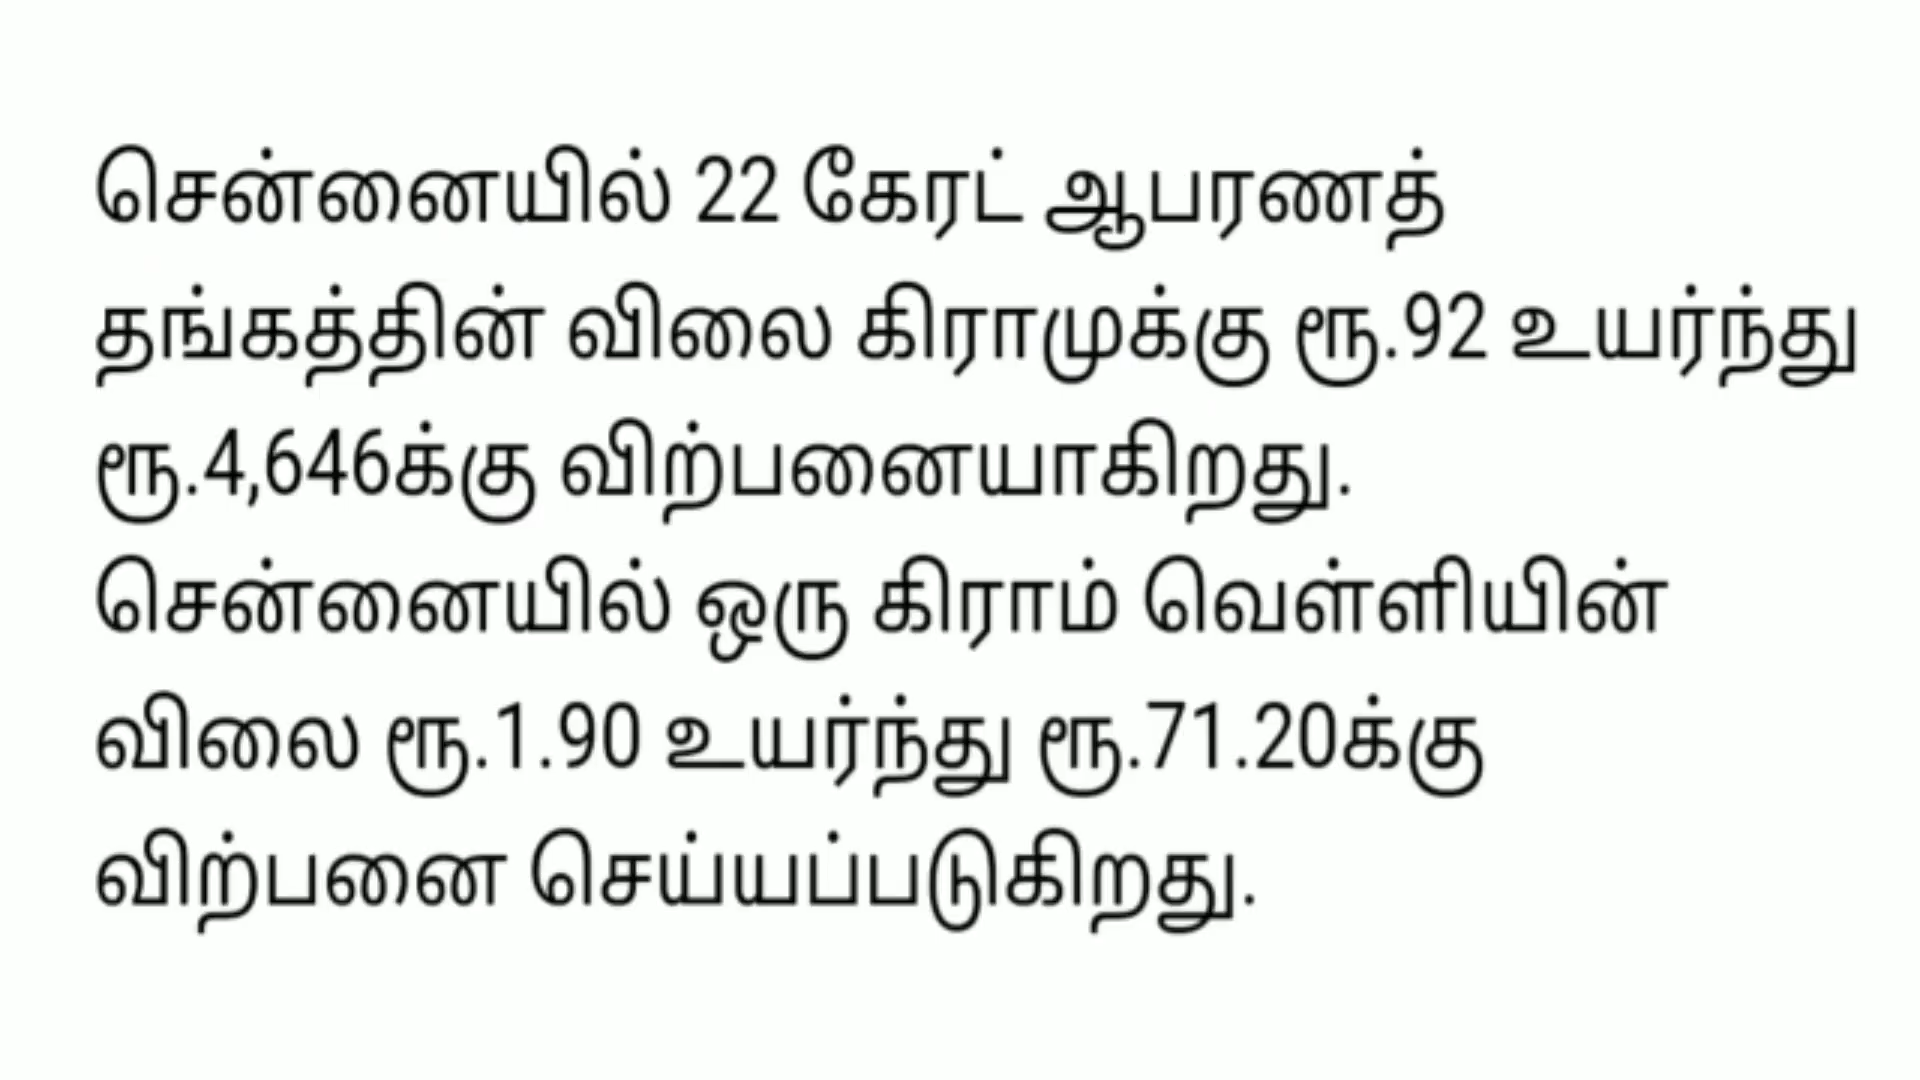 சென்னையில் 22 கேரட் ஆபரணத்
தங்கத்தின் விலை கிராமுக்கு ரூ.92 உயர்ந்து
ரூ.4,646க்கு விற்பனையாகிறது.
சென்னையில் ஒரு கிராம் வெள்ளியின்
விலை ரூ.1.90 உயர்ந்து ரூ.71.20க்கு
விற்பனை செய்யப்படுகிறது.